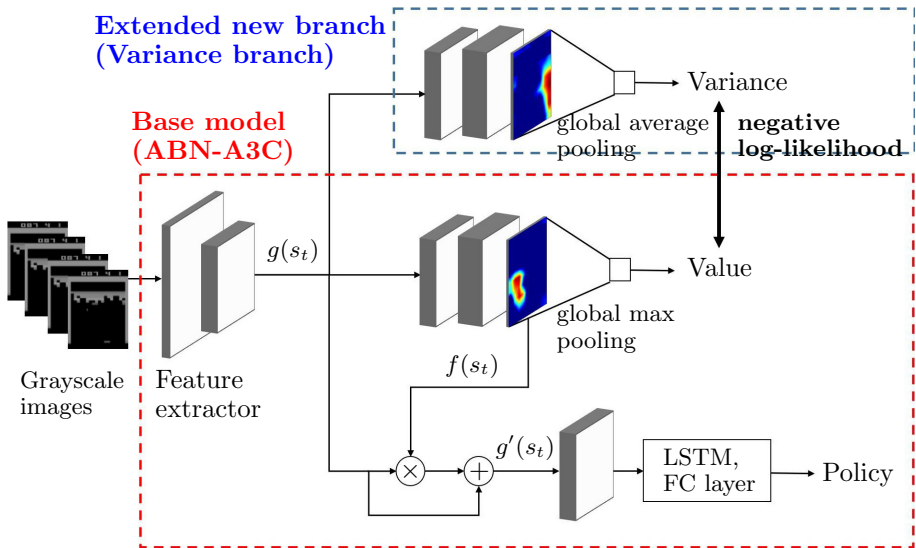 Extended new branch
(Variance branch)
Variance
global average
pooling
negative
log-likelihood
Base model
(ABN-A3C)
g(s_t)
Value
global max
pooling
Grayscale
images
Feature
extractor
f(s_t)
×
+
g′(s_t)
LSTM,
FC layer
Policy